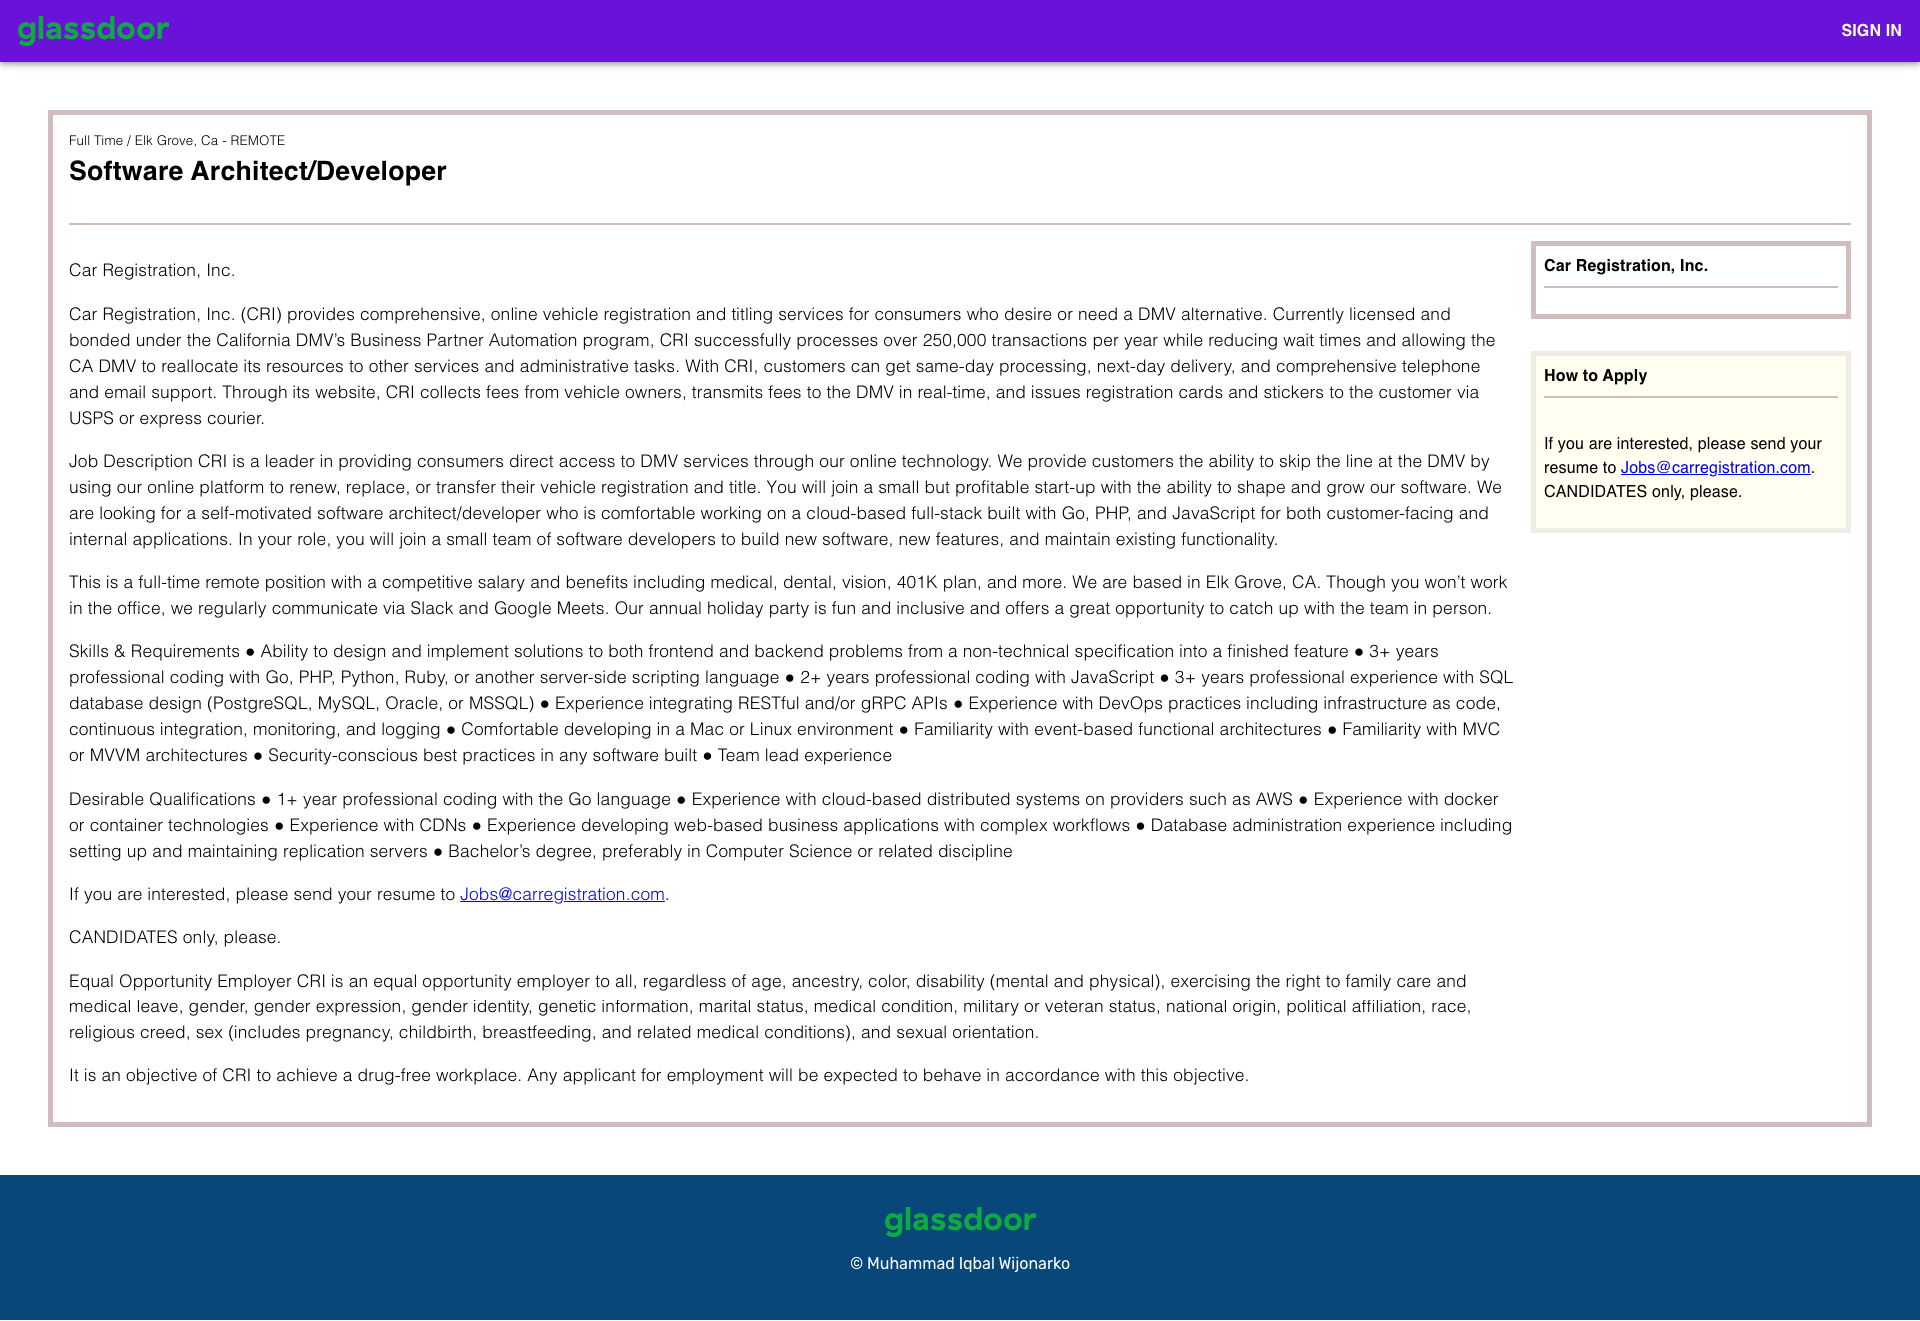 glassdoor
SIGN IN
Full Time / Elk Grove, Ca - REMOTE
Software Architect/Developer
Car Registration, Inc.
Car Registration, Inc. (CRI) provides comprehensive, online vehicle registration and titling services for consumers who desire or need a DMV alternative. Currently licensed and
bonded under the California DMV’s Business Partner Automation program, CRI successfully processes over 250,000 transactions per year while reducing wait times and allowing the
CA DMV to reallocate its resources to other services and administrative tasks. With CRI, customers can get same-day processing, next-day delivery, and comprehensive telephone
and email support. Through its website, CRI collects fees from vehicle owners, transmits fees to the DMV in real-time, and issues registration cards and stickers to the customer via
USPS or express courier.
Job Description CRI is a leader in providing consumers direct access to DMV services through our online technology. We provide customers the ability to skip the line at the DMV by
using our online platform to renew, replace, or transfer their vehicle registration and title. You will join a small but profitable start-up with the ability to shape and grow our software. We
are looking for a self-motivated software architect/developer who is comfortable working on a cloud-based full-stack built with Go, PHP, and JavaScript for both customer-facing and
internal applications. In your role, you will join a small team of software developers to build new software, new features, and maintain existing functionality.
This is a full-time remote position with a competitive salary and benefits including medical, dental, vision, 401K plan, and more. We are based in Elk Grove, CA. Though you won’t work
in the office, we regularly communicate via Slack and Google Meets. Our annual holiday party is fun and inclusive and offers a great opportunity to catch up with the team in person.
Skills & Requirements ● Ability to design and implement solutions to both frontend and backend problems from a non-technical specification into a finished feature ● 3+ years
professional coding with Go, PHP, Python, Ruby, or another server-side scripting language ● 2+ years professional coding with JavaScript ● 3+ years professional experience with SQL
database design (PostgreSQL, MySQL, Oracle, or MSSQL) ● Experience integrating RESTful and/or gRPC APIs ● Experience with DevOps practices including infrastructure as code,
continuous integration, monitoring, and logging ● Comfortable developing in a Mac or Linux environment ● Familiarity with event-based functional architectures ● Familiarity with MVC
or MVVM architectures ● Security-conscious best practices in any software built ● Team lead experience
Desirable Qualifications ● 1+ year professional coding with the Go language ● Experience with cloud-based distributed systems on providers such as AWS ● Experience with docker
or container technologies ● Experience with CDNs ● Experience developing web-based business applications with complex workflows ● Database administration experience including
setting up and maintaining replication servers ● Bachelor’s degree, preferably in Computer Science or related discipline
If you are interested, please send your resume to Jobs@carregistration.com.
CANDIDATES only, please.
Equal Opportunity Employer CRI is an equal opportunity employer to all, regardless of age, ancestry, color, disability (mental and physical), exercising the right to family care and
medical leave, gender, gender expression, gender identity, genetic information, marital status, medical condition, military or veteran status, national origin, political affiliation, race,
religious creed, sex (includes pregnancy, childbirth, breastfeeding, and related medical conditions), and sexual orientation.
It is an objective of CRI to achieve a drug-free workplace. Any applicant for employment will be expected to behave in accordance with this objective.
Car Registration, Inc.
How to Apply
If you are interested, please send your
resume to Jobs@carregistration.com.
CANDIDATES only, please.
glassdoor
© Muhammad Iqbal Wijonarko